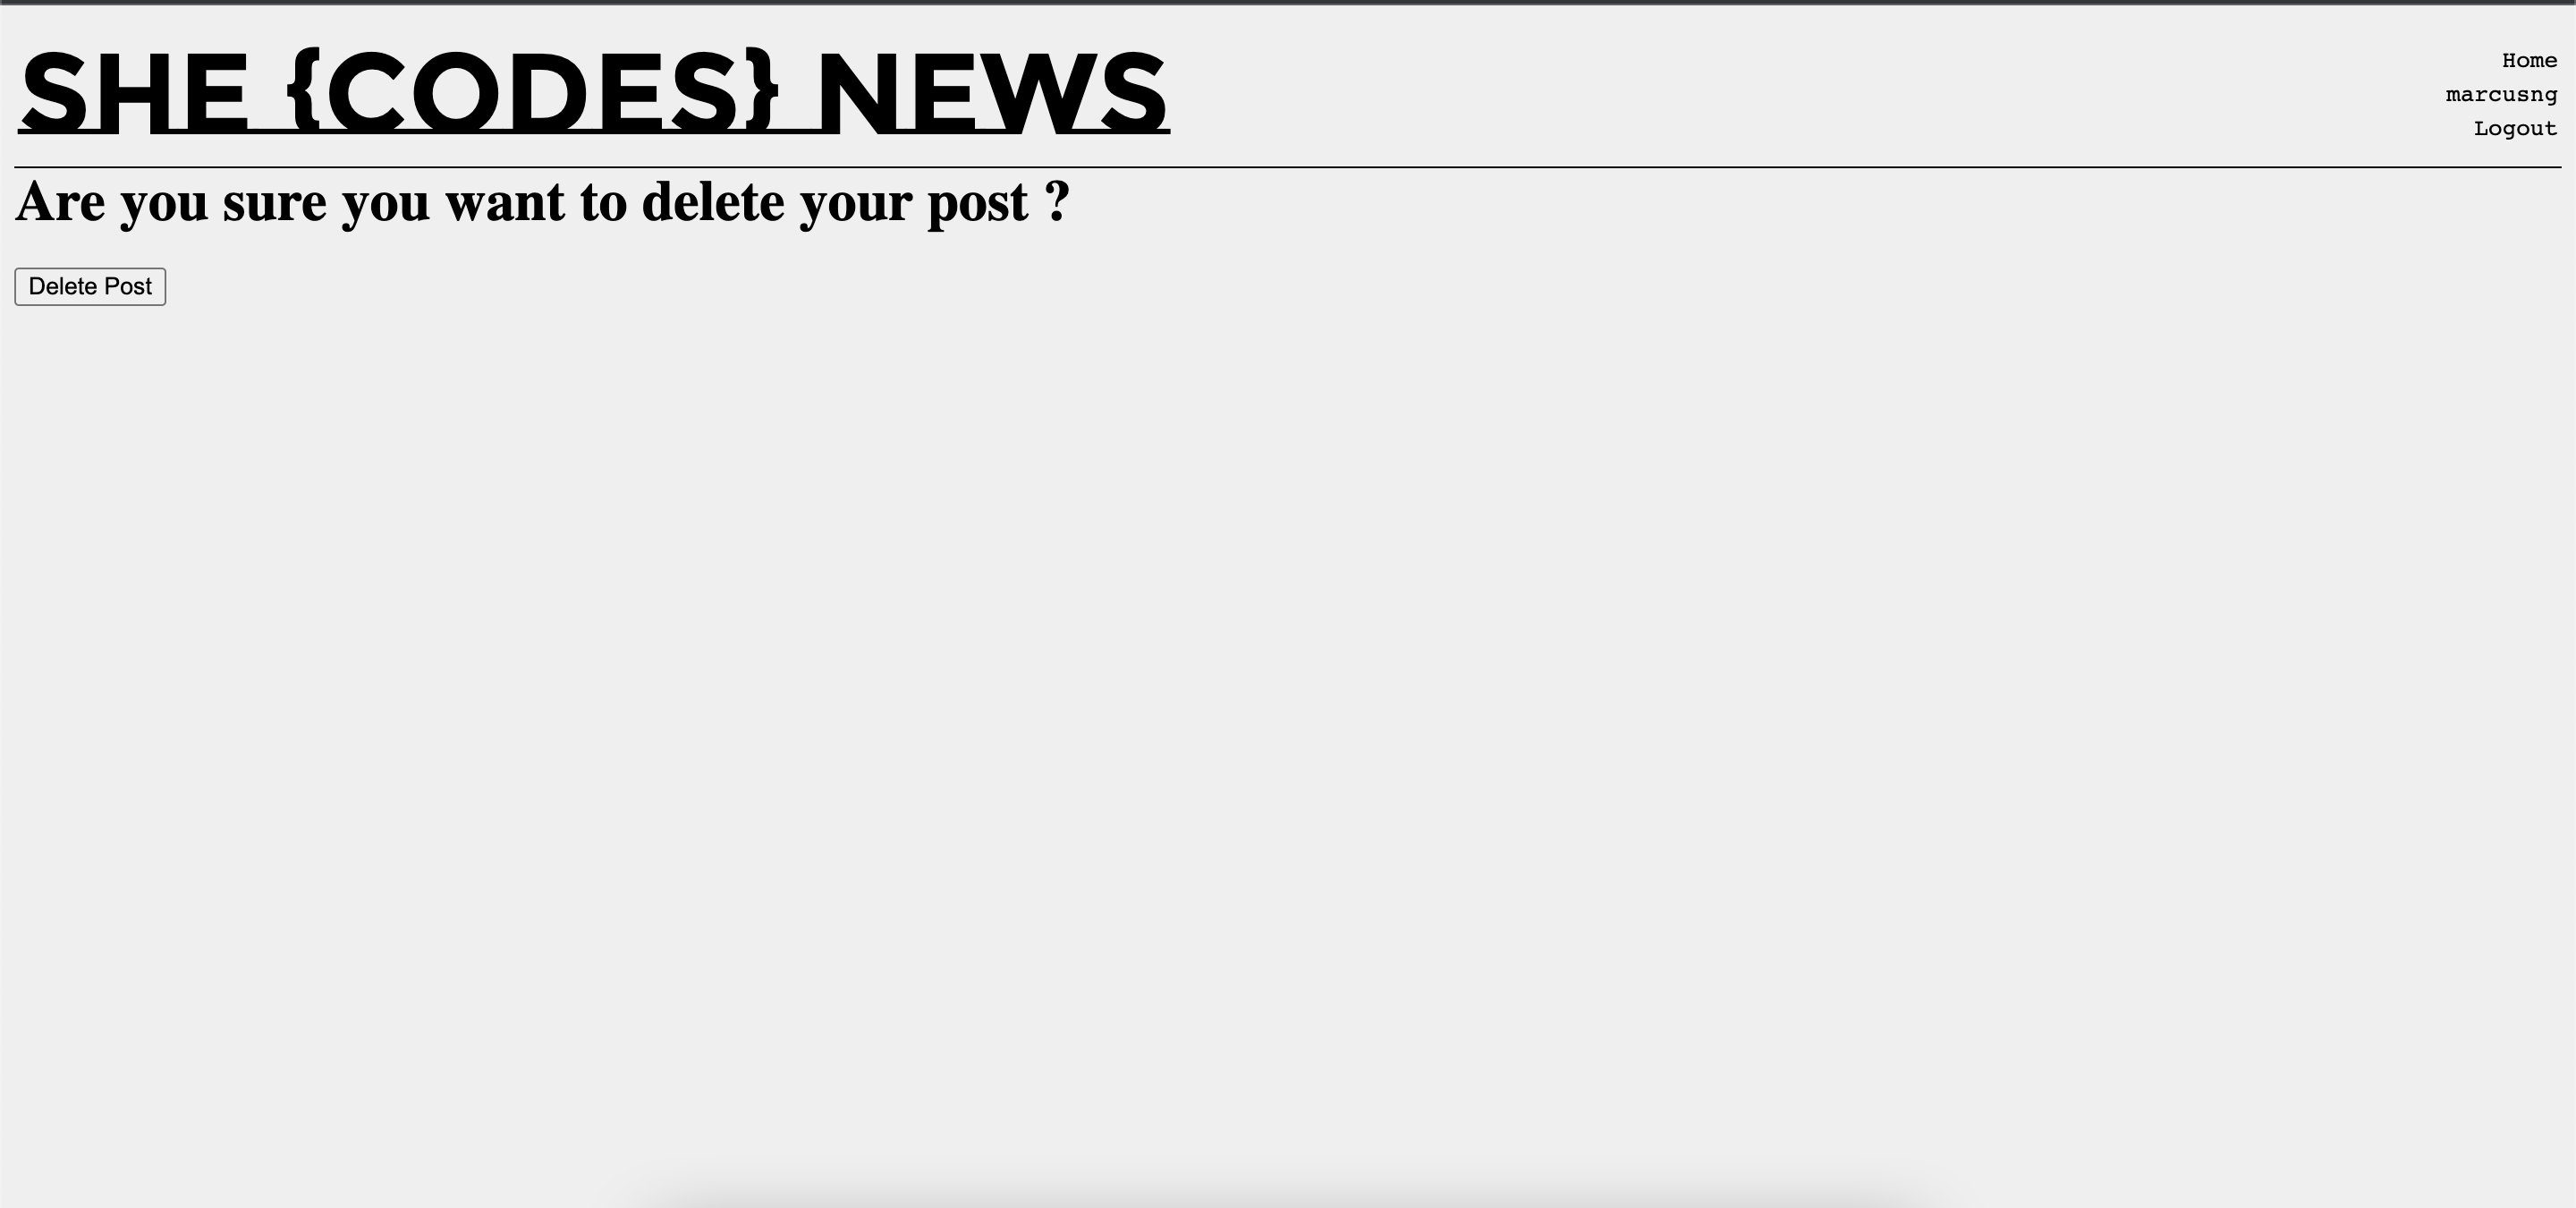 SHE {CODES} NEWS
Home
marcusng
Logout
Are you sure you want to delete your post ?
Delete Post